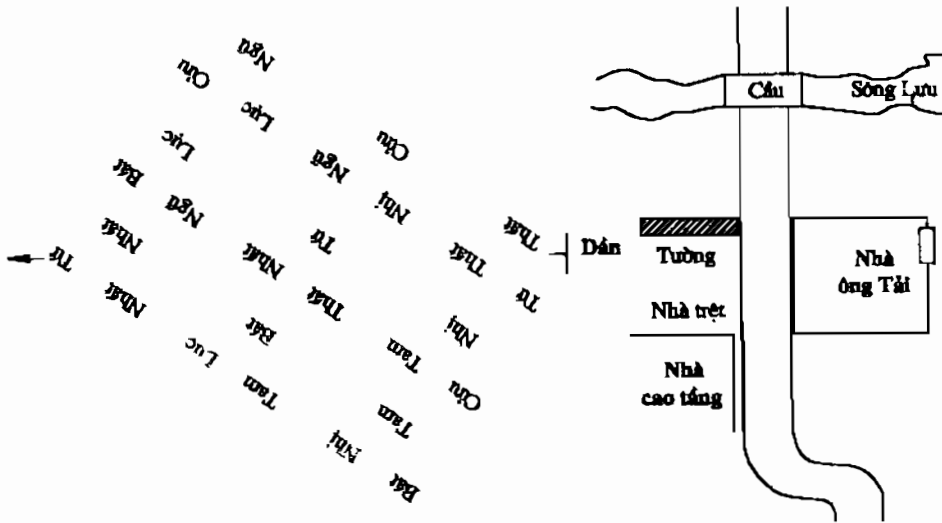 Ngũ
Cửu
Lục
Lục
Cửu
Ngũ
Bát
Nhị
Ngũ
Thất
Nhất
Tứ
Thất
Nhất
Tứ
Tứ
Thất
Nhất
Bát
Nhị
Lục
Tam
Tam
Cửu
Tam
Nhị
Bát
Dần
Cầu
Sông Lưu
Tường
Nhà
ông Tải
Nhà trệt
Nhà
cao tầng